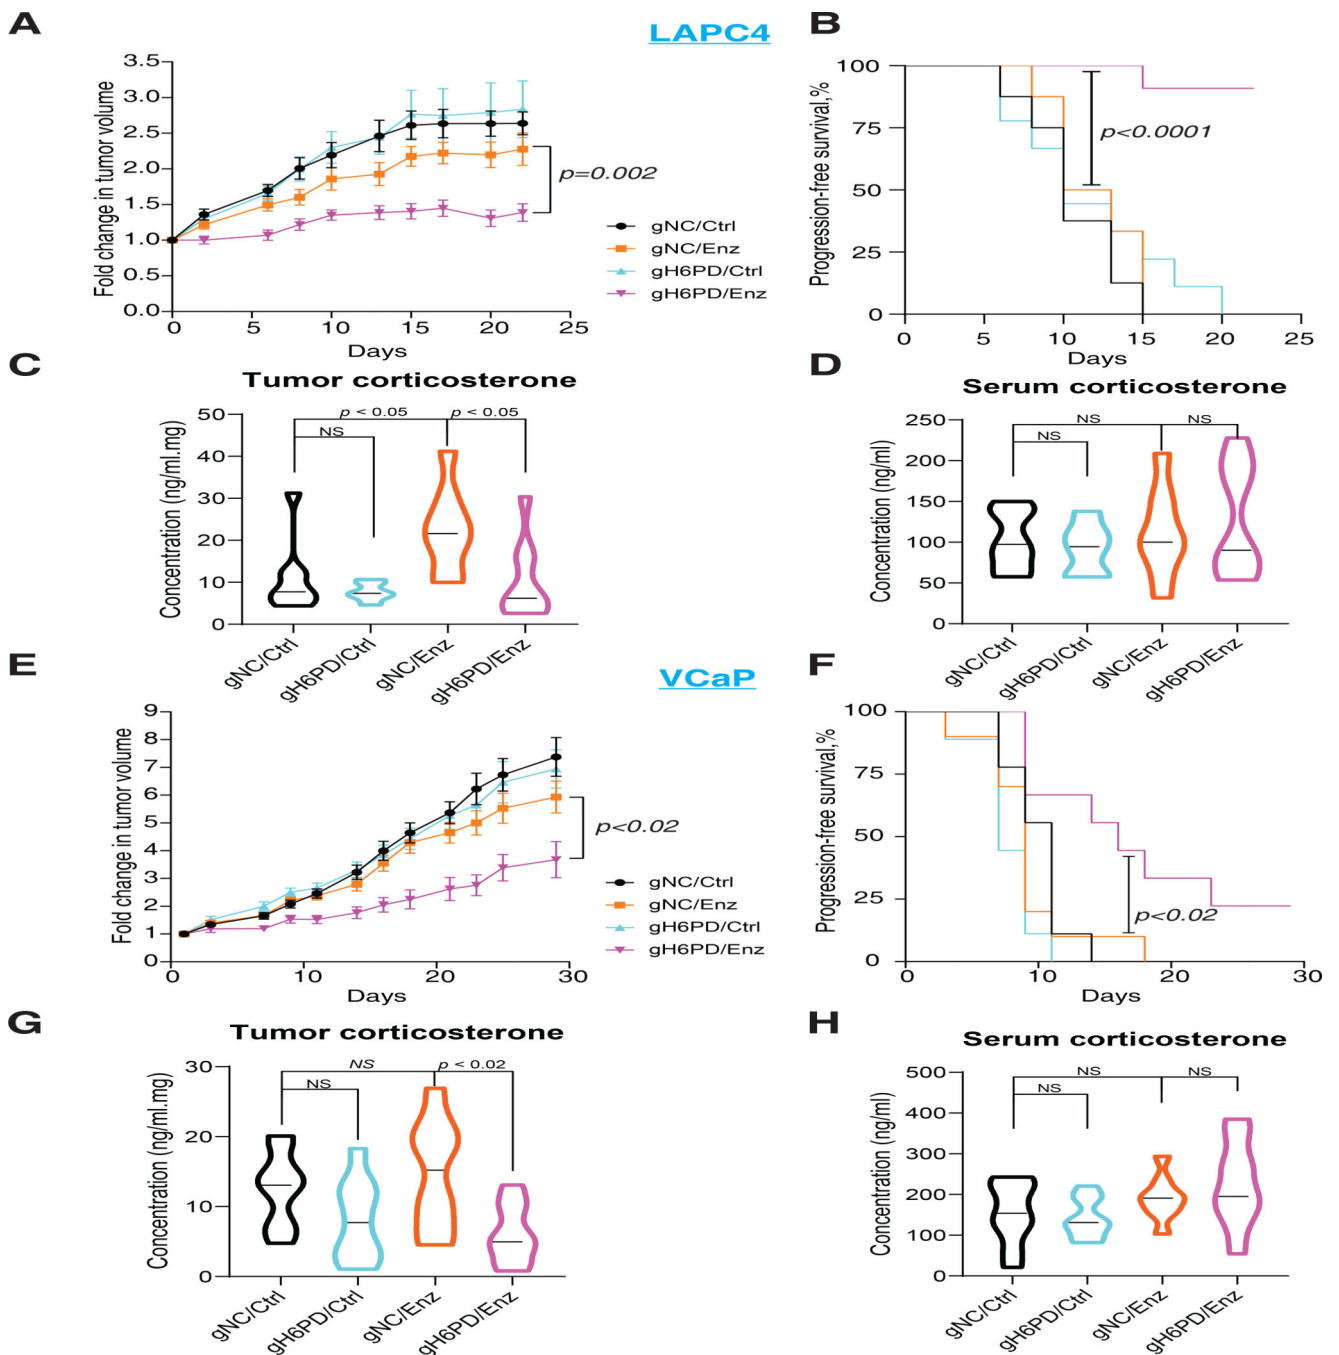 A
LAPC4
B
3.5
3.0
2.5
2.0
1.5
1.0
0.5
0.0
Fold change in tumor volume
0
5
10
15
20
25
Days
p=0.002
gNC/Ctrl
gNC/Enz
gH6PD/Ctrl
gH6PD/Enz
100
75
50
25
0
Progression-free survival,%
0
5
10
15
20
25
Days
p<0.0001
C
Tumor corticosterone
50
40
30
20
10
0
Concentration (ng/ml.mg)
p < 0.05
p < 0.05
NS
gNC/Ctrl
gH6PD/Ctrl
gNC/Enz
gH6PD/Enz
D
Serum corticosterone
250
200
150
100
50
0
Concentration (ng/ml)
NS
NS
NS
gNC/Ctrl
gH6PD/Ctrl
gNC/Enz
gH6PD/Enz
E
VCaP
F
9
8
7
6
5
4
3
2
1
0
Fold change in tumor volume
0
10
20
30
Days
p<0.02
gNC/Ctrl
gNC/Enz
gH6PD/Ctrl
gH6PD/Enz
100
75
50
25
0
Progression-free survival,%
0
10
20
30
Days
p<0.02
G
Tumor corticosterone
30
20
10
0
Concentration (ng/ml.mg)
NS
p < 0.02
NS
gNC/Ctrl
gH6PD/Ctrl
gNC/Enz
gH6PD/Enz
H
Serum corticosterone
500
400
300
200
100
0
Concentration (ng/ml)
NS
NS
NS
gNC/Ctrl
gH6PD/Ctrl
gNC/Enz
gH6PD/Enz